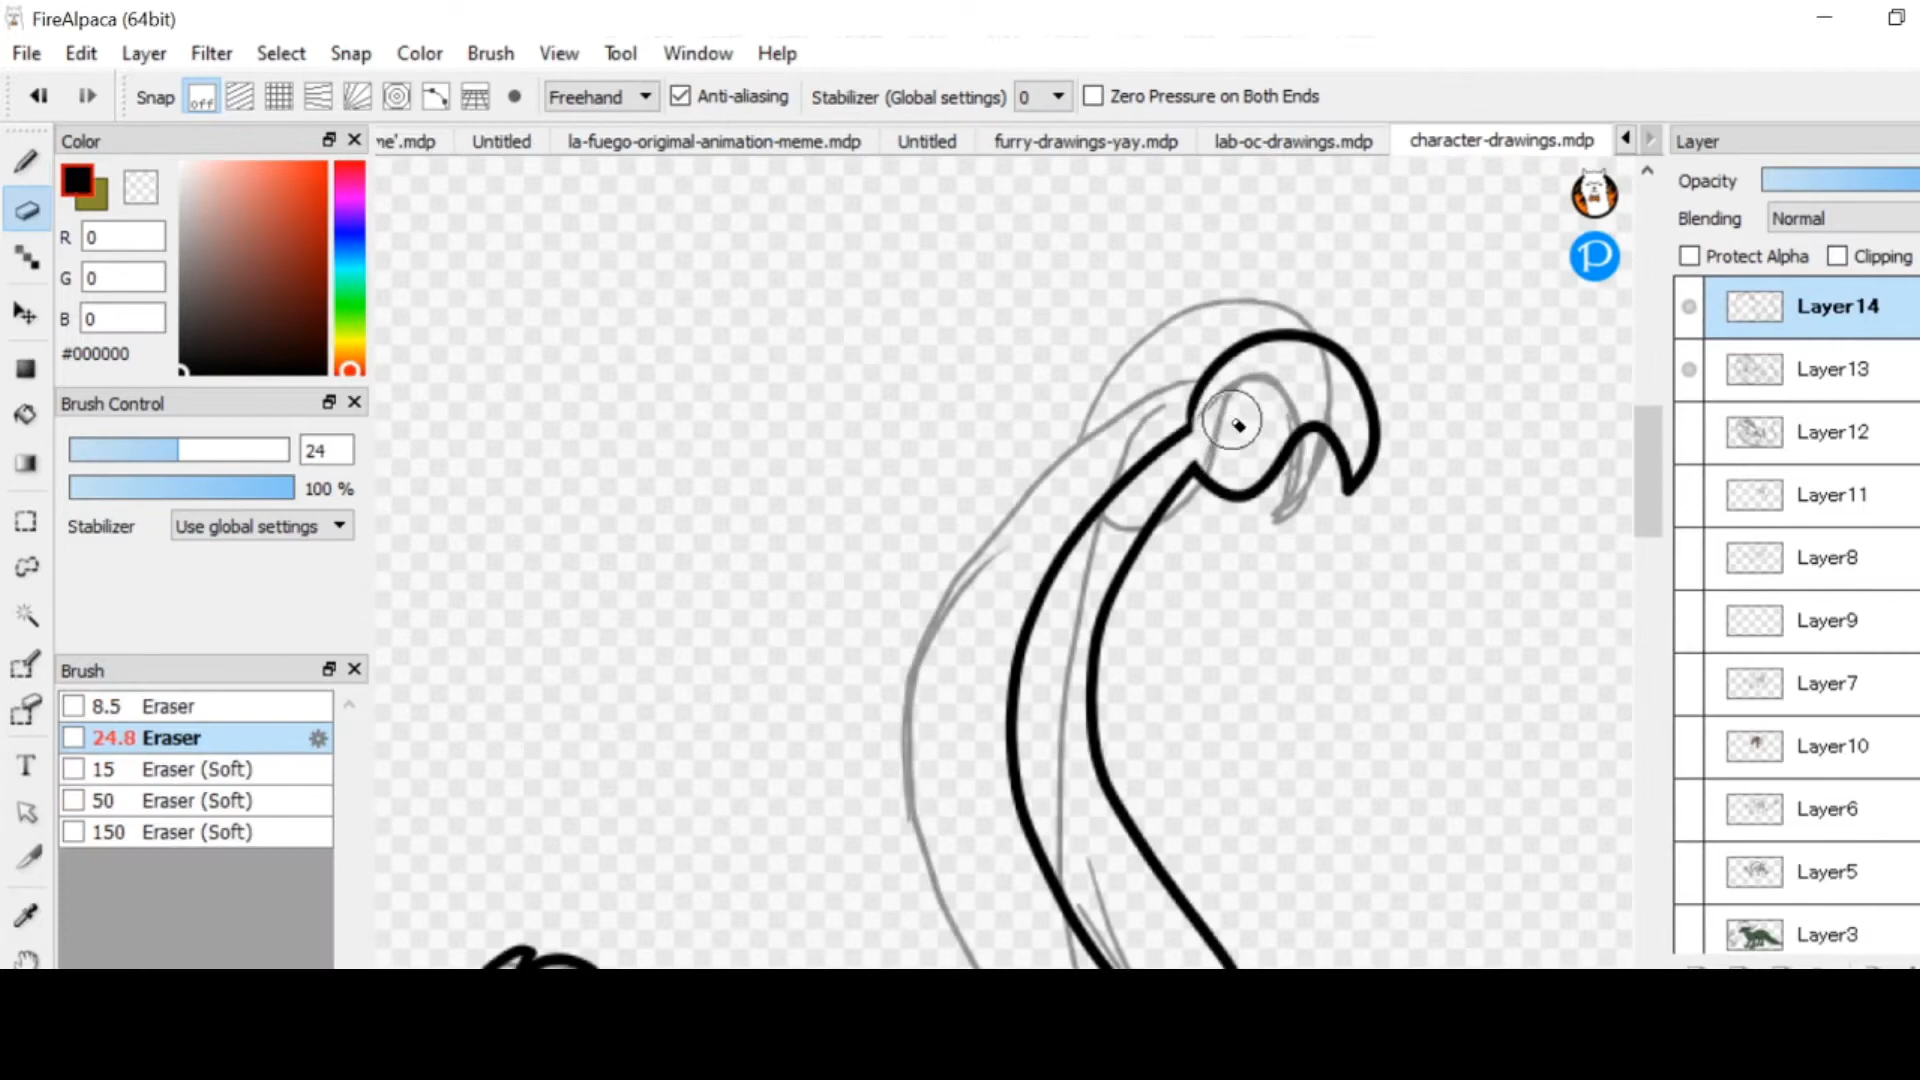 FireAlpaca (64bit)
File Edit Layer Filter Select Snap Color Brush View Tool Window Help
Snap off Freehand Anti-aliasing Stabilizer (Global settings) 0 Zero Pressure on Both Ends
Color
ne'.mdp Untitled la-fuego-origimal-animation-meme.mdp Untitled furry-drawings-yay.mdp lab-oc-drawings.mdp character-drawings.mdp
Layer
R 0
G 0
B 0
#000000
Brush Control
24
100 %
Stabilizer Use global settings
Brush
8.5 Eraser
24.8 Eraser
15 Eraser (Soft)
50 Eraser (Soft)
150 Eraser (Soft)
T
P
Opacity
Blending Normal
Protect Alpha Clipping
Layer14
Layer13
Layer12
Layer11
Layer8
Layer9
Layer7
Layer10
Layer6
Layer5
Layer3